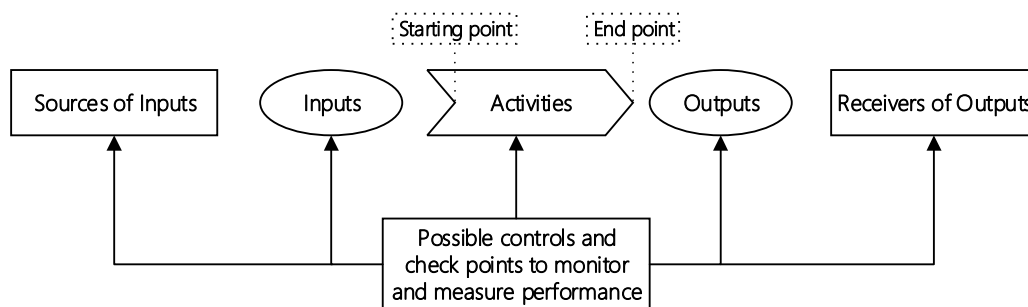 Starting point
End point
Sources of Inputs
Inputs
Activities
Outputs
Receivers of Outputs
Possible controls and
check points to monitor
and measure performance